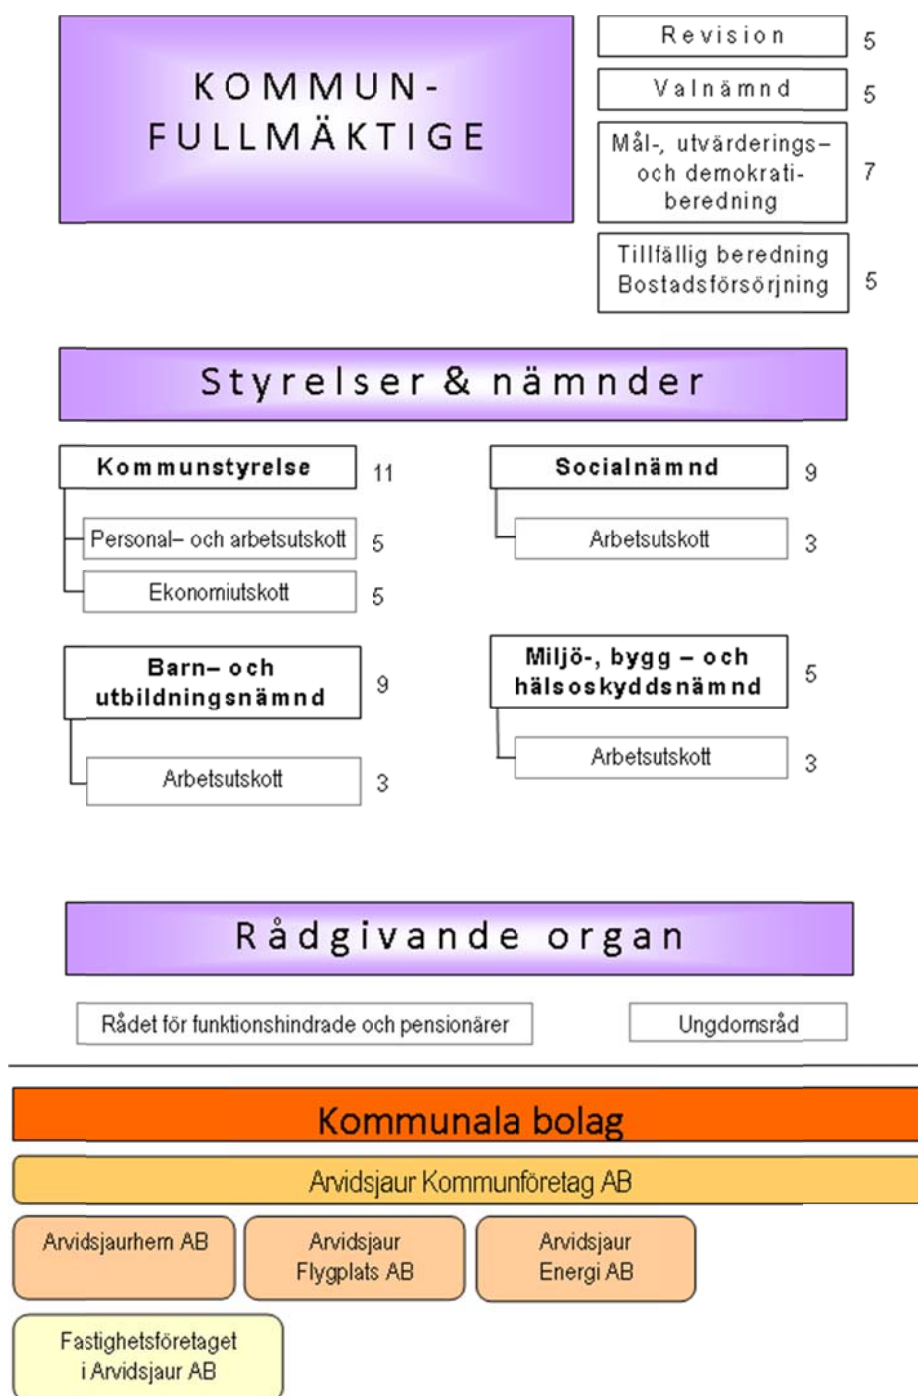 KOMMUN-
FULLMÄKTIGE
Revision 5
Valnämnd 5
Mål-, utvärderings–
och demokrati-
beredning
7
Tillfällig beredning
Bostadsförsörjning 5
Styrelser & nämnder
Kommunstyrelse 11
Personal– och arbetsutskott 5
Ekonomiutskott 5
Socialnämnd 9
Arbetsutskott 3
Barn– och
utbildningsnämnd
9
Arbetsutskott 3
Miljö-, bygg – och
hälsoskyddsnämnd
5
Arbetsutskott 3
Rådgivande organ
Rådet för funktionshindrade och pensionärer
Ungdomsråd
Kommunala bolag
Arvidsjaur Kommunföretag AB
Arvidsjaurhem AB
Arvidsjaur
Flygplats AB
Arvidsjaur
Energi AB
Fastighetsföretaget
i Arvidsjaur AB